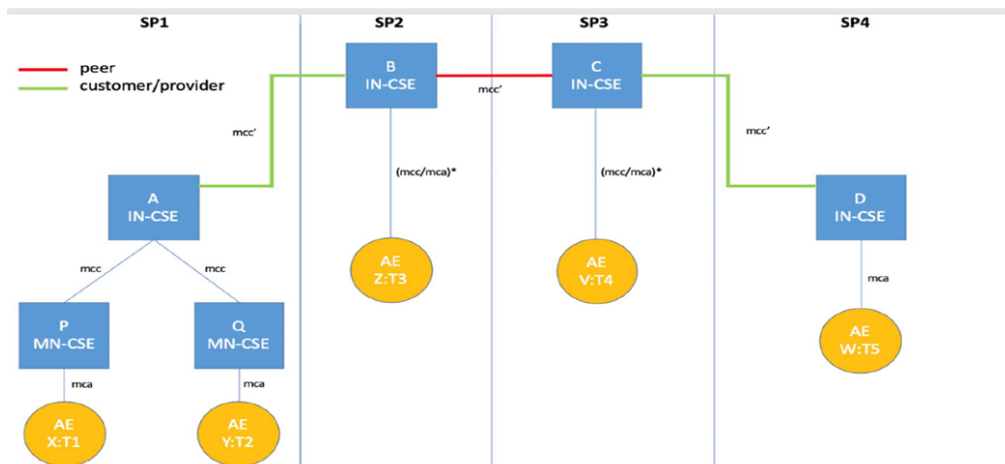 SP1
SP2
SP3
SP4
peer
customer/provider
B
IN-CSE
mcc'
C
IN-CSE
mcc'
mcc'
(mcc/mca)*
(mcc/mca)*
A
IN-CSE
D
IN-CSE
mcc
mcc
AE
Z:T3
AE
V:T4
mca
P
MN-CSE
Q
MN-CSE
AE
W:T5
mca
mca
AE
X:T1
AE
Y:T2